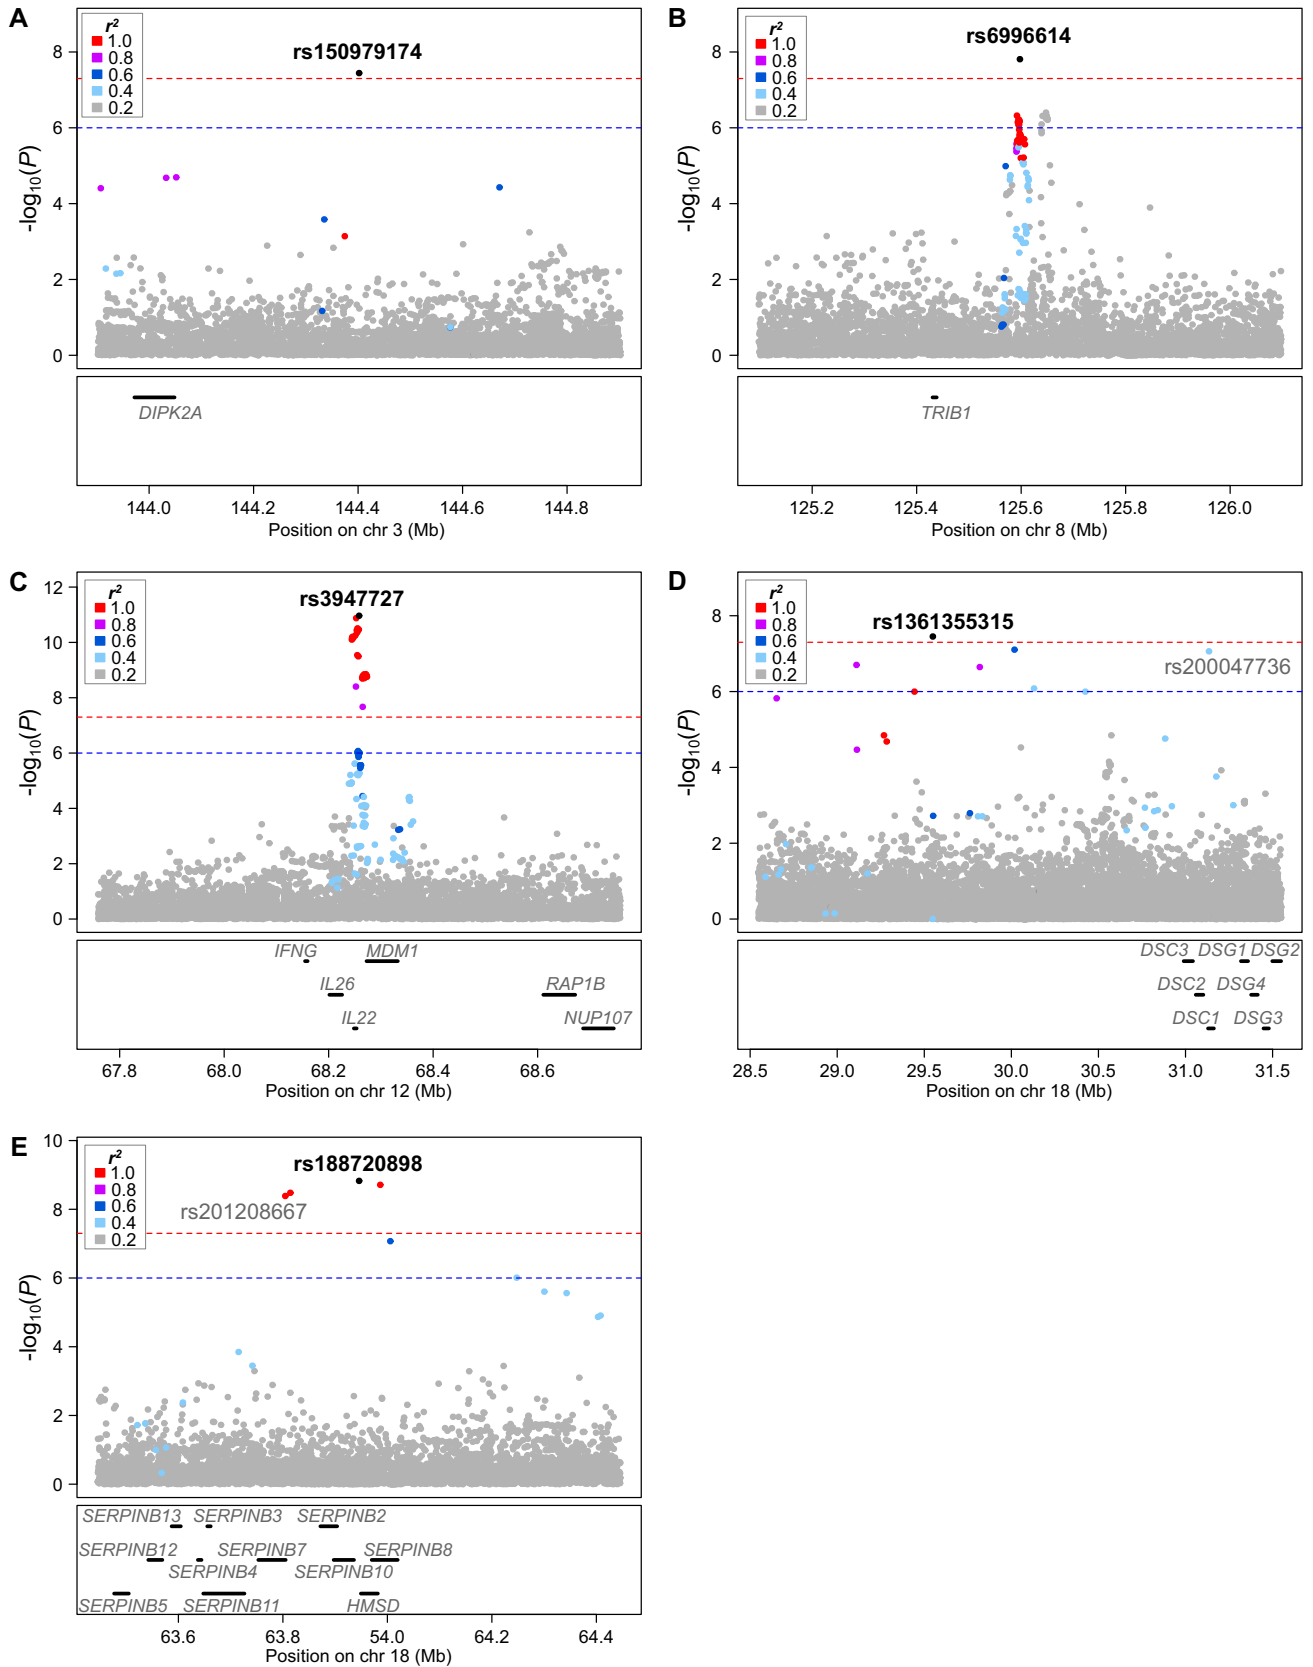 A
r²
1.0
0.8
0.6
0.4
0.2
rs150979174
8
6
4
2
0
-log₁₀(P)
DIPK2A
144.0 144.2 144.4 144.6 144.8
Position on chr 3 (Mb)
B
r²
1.0
0.8
0.6
0.4
0.2
rs6996614
8
6
4
2
0
-log₁₀(P)
TRIB1
125.2 125.4 125.6 125.8 126.0
Position on chr 8 (Mb)
C
r²
1.0
0.8
0.6
0.4
0.2
rs3947727
12
10
8
6
4
2
0
-log₁₀(P)
IFNG MDM1
IL26 RAP1B
IL22 NUP107
67.8 68.0 68.2 68.4 68.6
Position on chr 12 (Mb)
D
r²
1.0
0.8
0.6
0.4
0.2
rs1361355315
rs200047736
8
6
4
2
0
-log₁₀(P)
DSC3 DSG1 DSG2
DSC2 DSG4
DSC1 DSG3
28.5 29.0 29.5 30.0 30.5 31.0 31.5
Position on chr 18 (Mb)
E
r²
1.0
0.8
0.6
0.4
0.2
rs188720898
rs201208667
10
8
6
4
2
0
-log₁₀(P)
SERPINB13 SERPINB3 SERPINB2
SERPINB12 SERPINB7 SERPINB8
SERPINB4 SERPINB10
SERPINB5 SERPINB11 HMSD
63.6 63.8 54.0 64.2 64.4
Position on chr 18 (Mb)